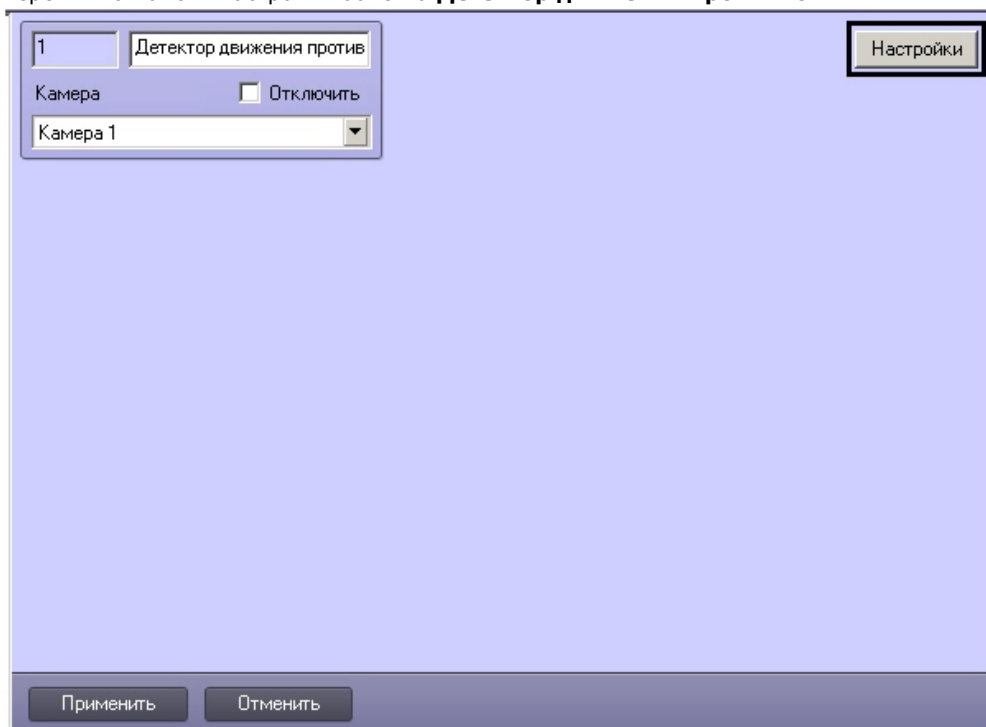 1
Детектор движения против
Настройки
Камера
Отключить
Камера 1
Применить
Отменить